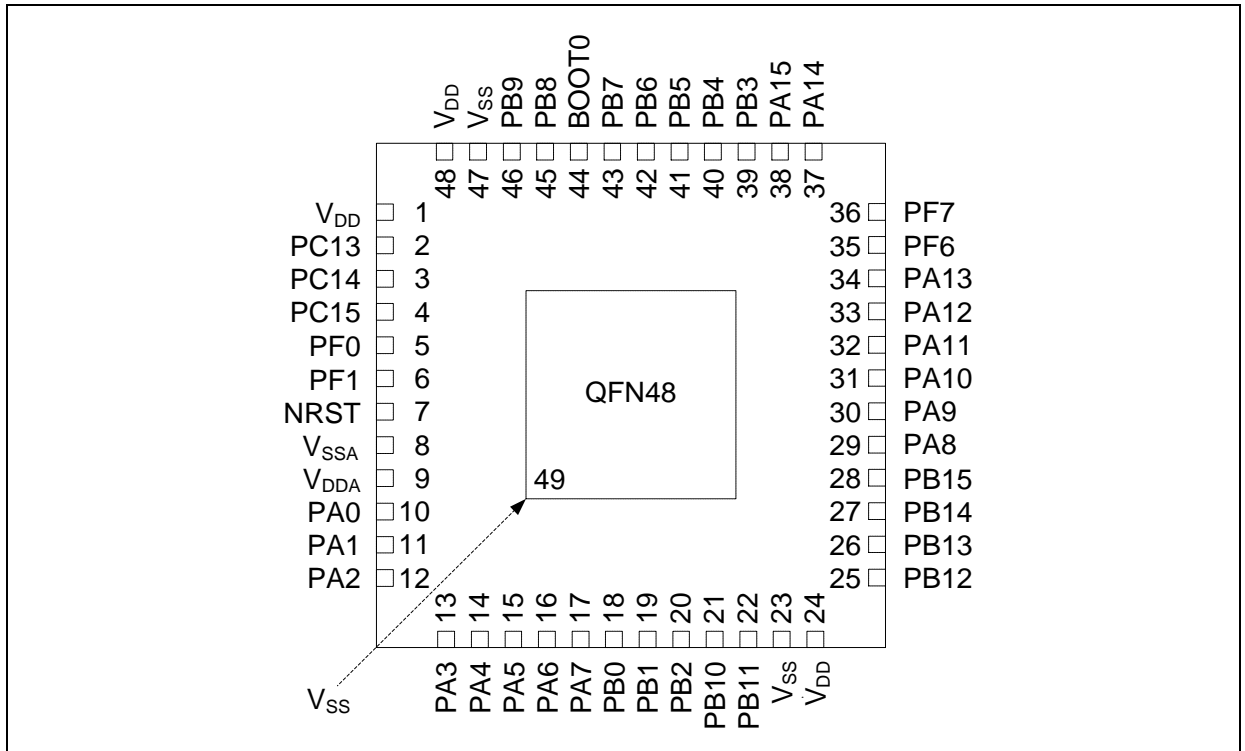 VDD
VSS
PB9
PB8
BOOT0
PB7
PB6
PB5
PB4
PB3
PA15
PA14
48
47
46
45
44
43
42
41
40
39
38
37
VDD 1
PC13 2
PC14 3
PC15 4
PF0 5
PF1 6
NRST 7
VSSA 8
VDDA 9
PA0 10
PA1 11
PA2 12
36 PF7
35 PF6
34 PA13
33 PA12
32 PA11
31 PA10
30 PA9
29 PA8
28 PB15
27 PB14
26 PB13
25 PB12
QFN48
49
13
14
15
16
17
18
19
20
21
22
23
24
PA3
PA4
PA5
PA6
PA7
PB0
PB1
PB2
PB10
PB11
VSS
VDD
VSS